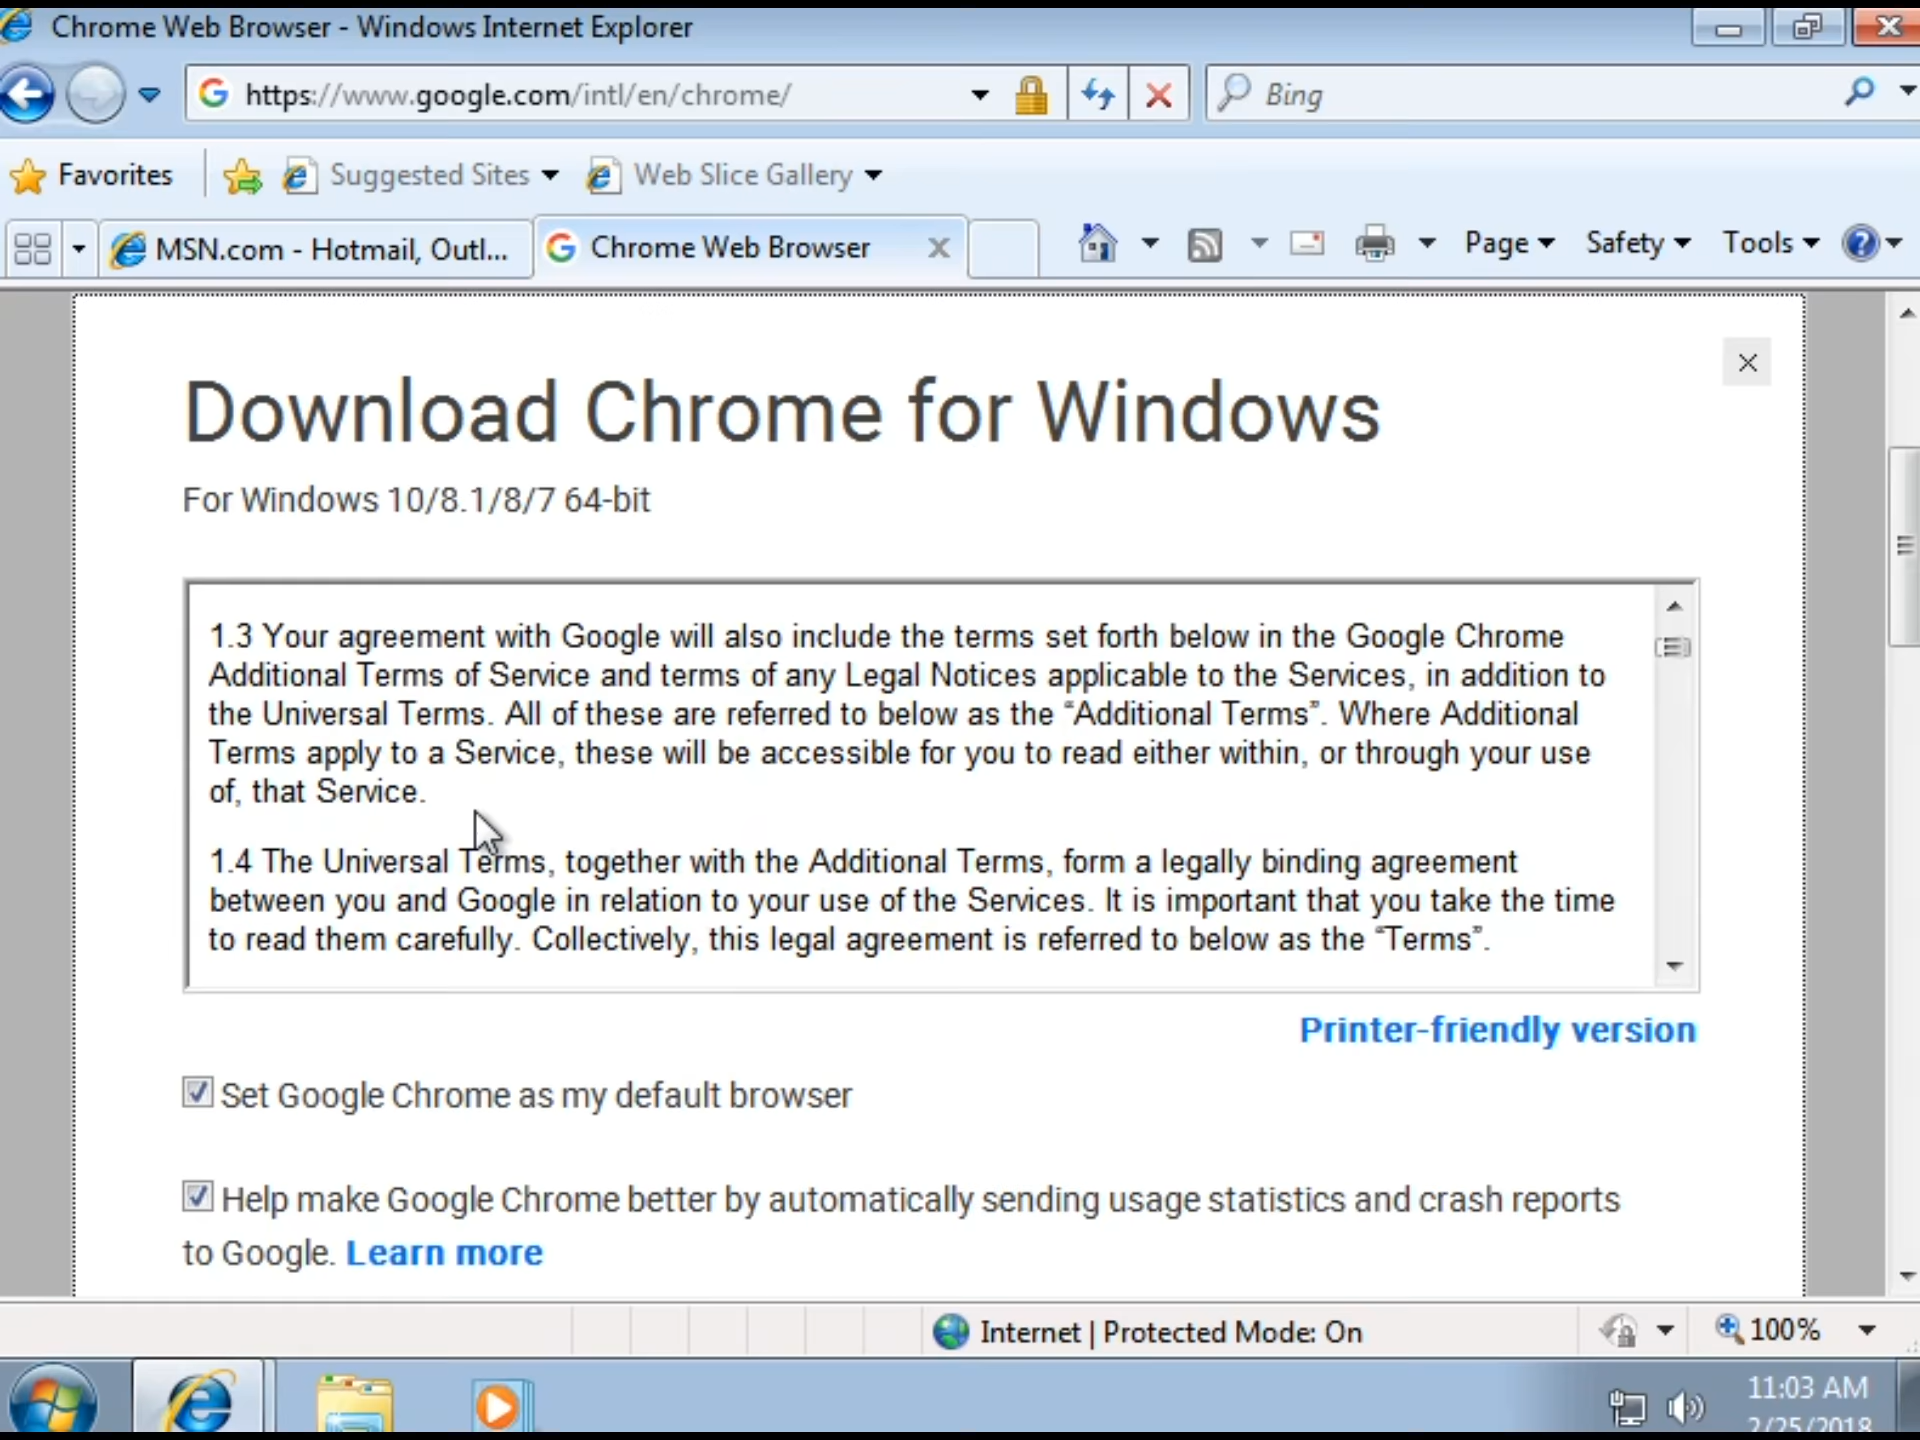 Chrome Web Browser - Windows Internet Explorer
https://www.google.com/intl/en/chrome/
Bing
Favorites
Suggested Sites
Web Slice Gallery
MSN.com - Hotmail, Outl...
Chrome Web Browser
Page
Safety
Tools
Download Chrome for Windows
For Windows 10/8.1/8/7 64-bit
1.3 Your agreement with Google will also include the terms set forth below in the Google Chrome
Additional Terms of Service and terms of any Legal Notices applicable to the Services, in addition to
the Universal Terms. All of these are referred to below as the “Additional Terms”. Where Additional
Terms apply to a Service, these will be accessible for you to read either within, or through your use
of, that Service.
1.4 The Universal Terms, together with the Additional Terms, form a legally binding agreement
between you and Google in relation to your use of the Services. It is important that you take the time
to read them carefully. Collectively, this legal agreement is referred to below as the “Terms”.
Printer-friendly version
Set Google Chrome as my default browser
Help make Google Chrome better by automatically sending usage statistics and crash reports
to Google. Learn more
Internet | Protected Mode: On
100%
11:03 AM
2/25/2018